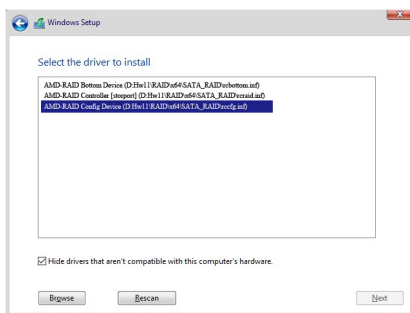 Windows Setup
Select the driver to install
AMD-RAID Bottom Device (D:\Hw11\RAID\x64\SATA_RAID\rcbottom.inf)
AMD-RAID Controller [storport] (D:\Hw11\RAID\x64\SATA_RAID\rcraid.inf)
AMD-RAID Config Device (D:\Hw11\RAID\x64\SATA_RAID\rccfg.inf)
Hide drivers that aren't compatible with this computer's hardware.
Browse Rescan Next